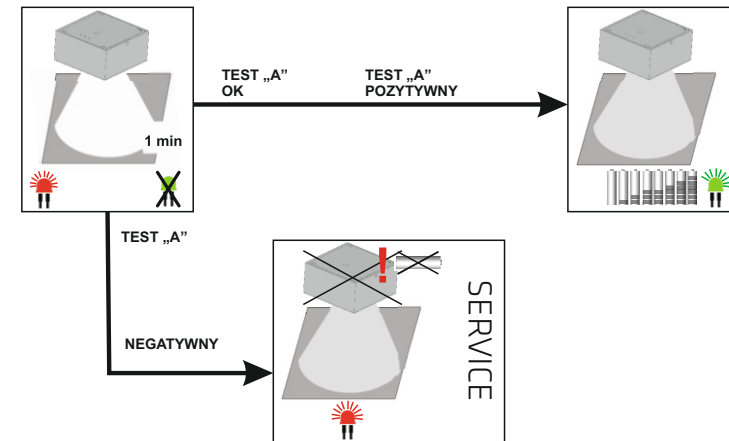 TEST „A”
OK
TEST „A”
POZYTYWNY
1 min
TEST „A”
NEGATYWNY
SERVICE